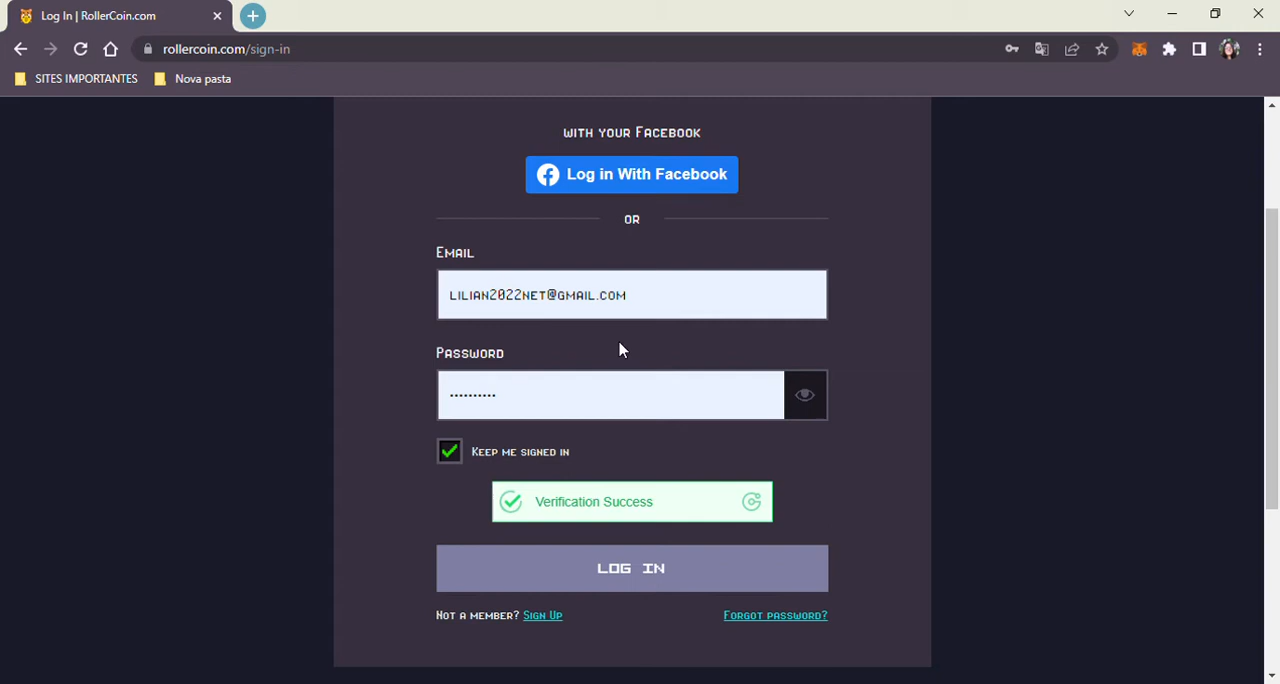 Log In | RollerCoin.com
rollercoin.com/sign-in
SITES IMPORTANTES Nova pasta
with your Facebook
Log in With Facebook
or
Email
lilian2022net@gmail.com
Password
••••••••••
Keep me signed in
Verification Success
LOG IN
Not a member? Sign Up Forgot password?